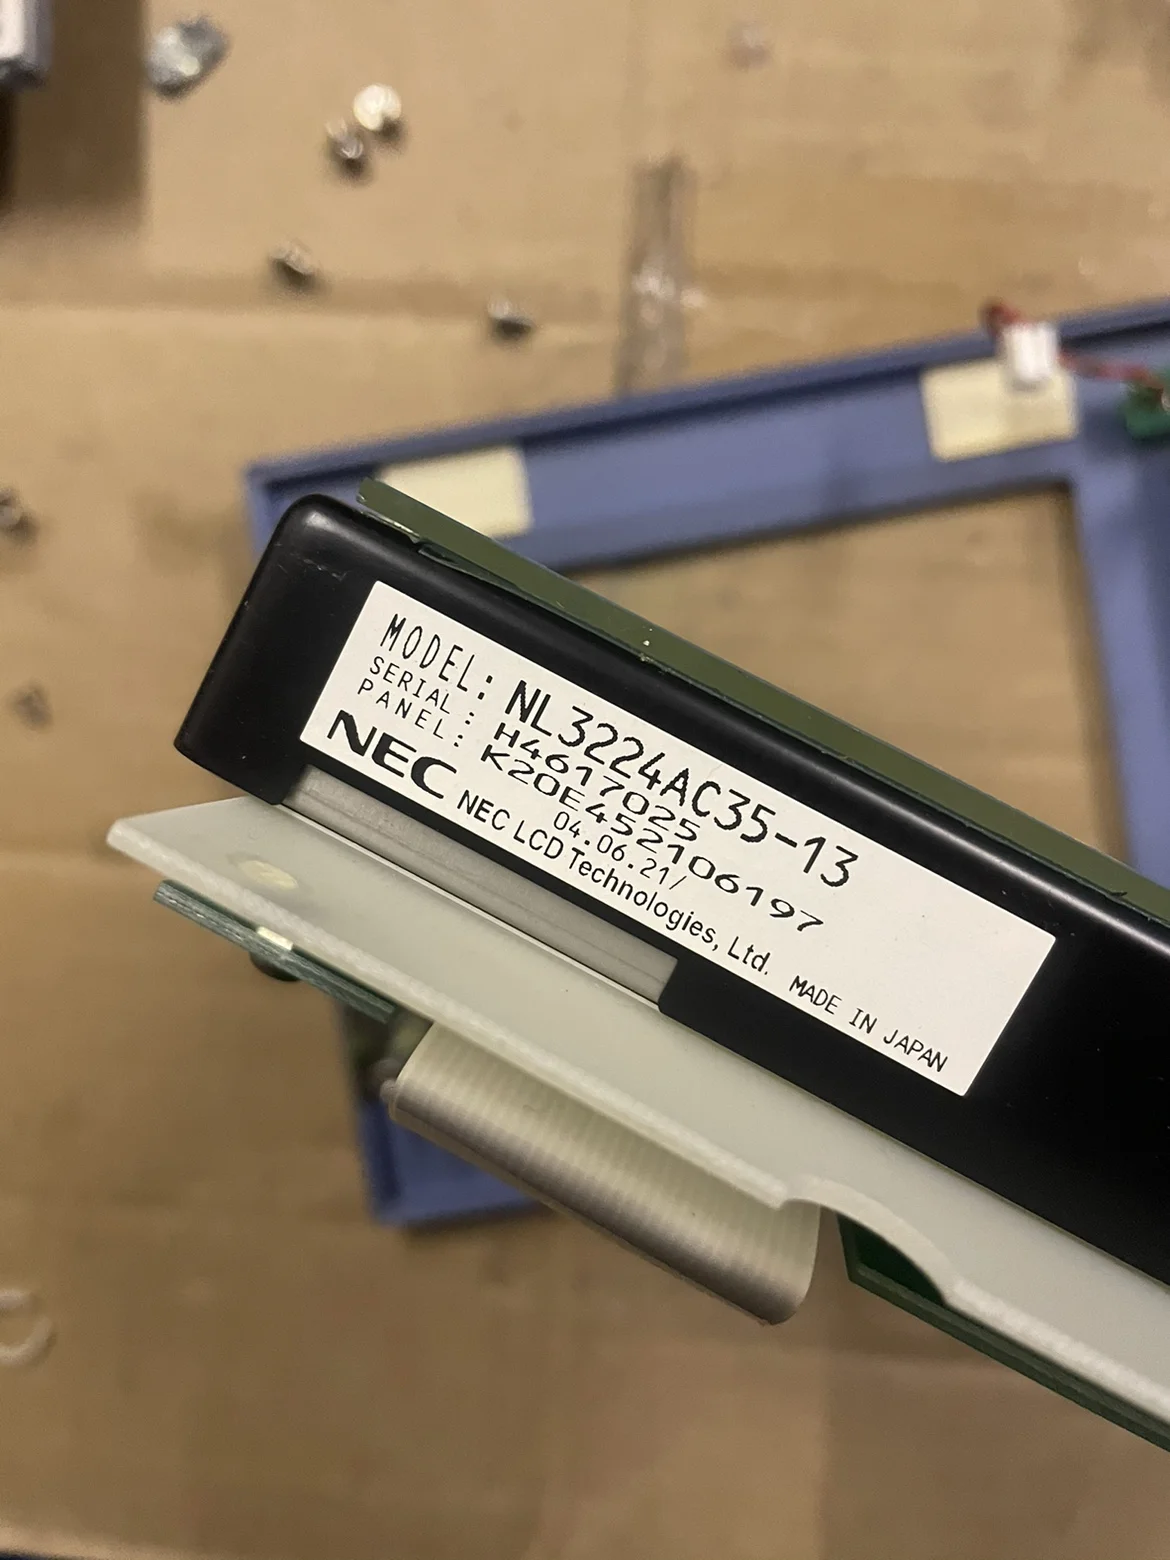 MODEL: NL3224AC35-13
SERIAL: H4617025
PANEL: K20E452106197
04.06.21/
NEC NEC LCD Technologies, Ltd. MADE IN JAPAN